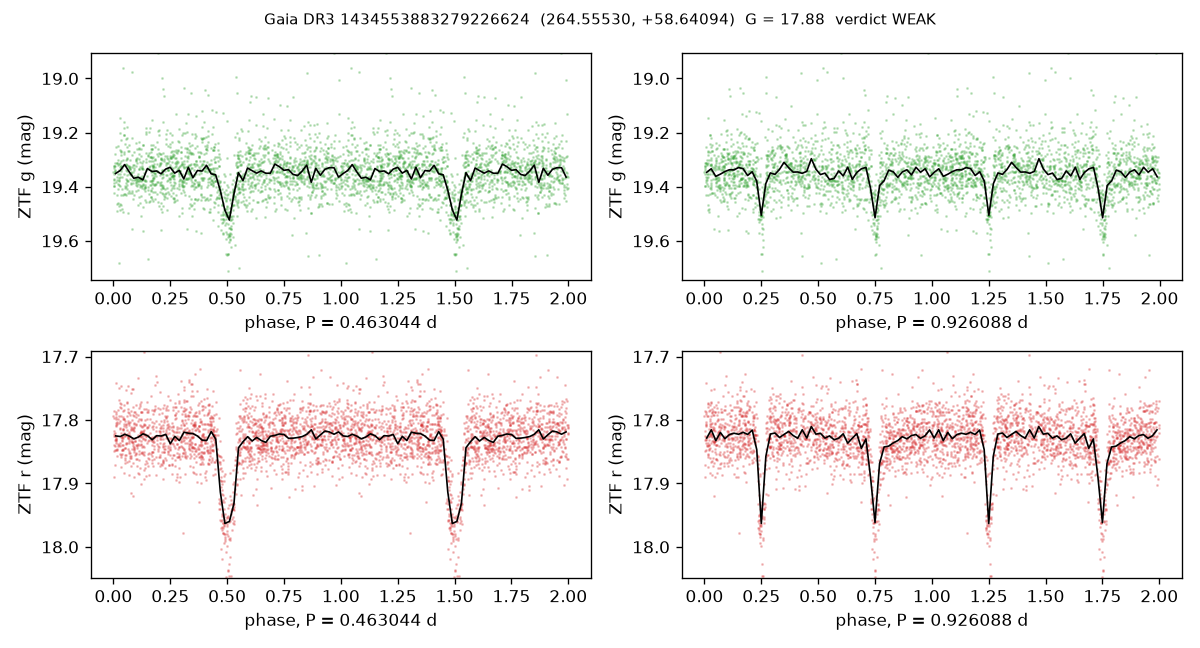 Gaia DR3 1434553883279226624  (264.55530, +58.64094)  G = 17.88  verdict WEAK
ZTF g (mag)
19.0
19.2
19.4
19.6
0.00 0.25 0.50 0.75 1.00 1.25 1.50 1.75 2.00
phase, P = 0.463044 d
ZTF g (mag)
19.0
19.2
19.4
19.6
0.00 0.25 0.50 0.75 1.00 1.25 1.50 1.75 2.00
phase, P = 0.926088 d
ZTF r (mag)
17.7
17.8
17.9
18.0
0.00 0.25 0.50 0.75 1.00 1.25 1.50 1.75 2.00
phase, P = 0.463044 d
ZTF r (mag)
17.7
17.8
17.9
18.0
0.00 0.25 0.50 0.75 1.00 1.25 1.50 1.75 2.00
phase, P = 0.926088 d